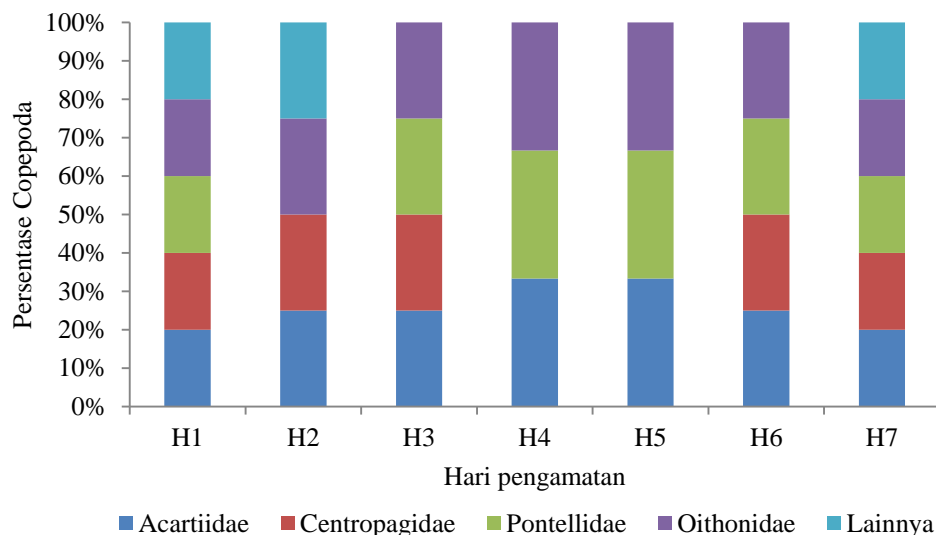 100%
90%
80%
70%
60%
50%
40%
30%
20%
10%
0%
Persentase Copepoda
H1 H2 H3 H4 H5 H6 H7
Hari pengamatan
Acartiidae Centropagidae Pontellidae Oithonidae Lainnya